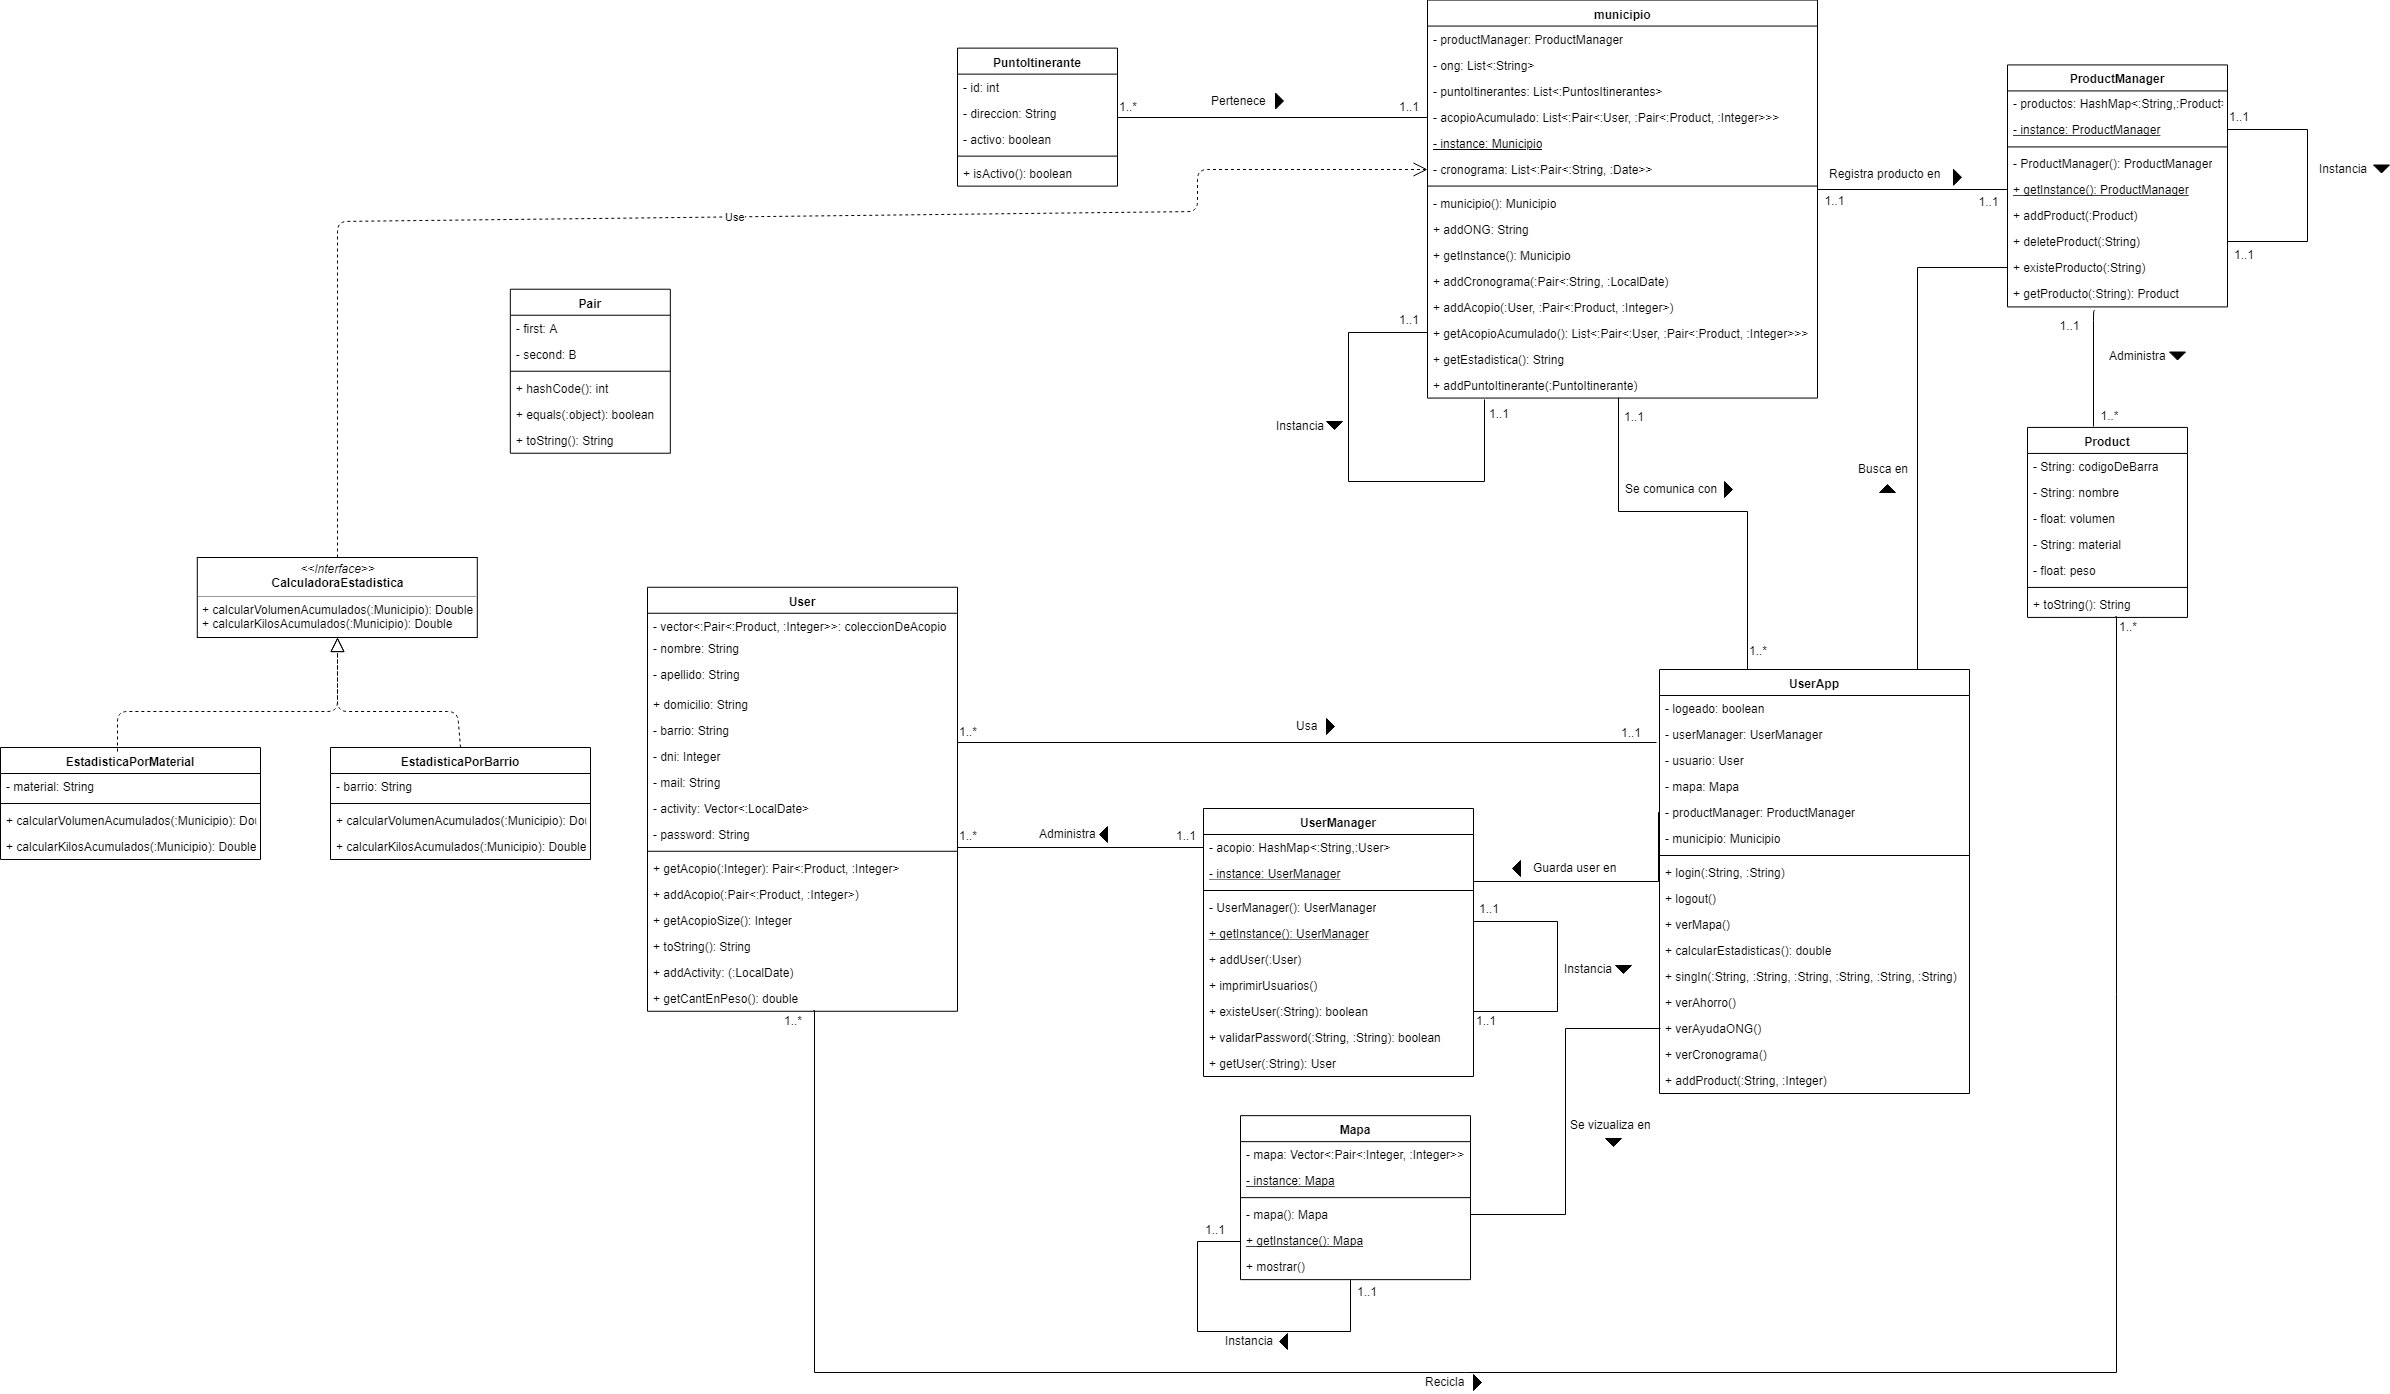 municipio
- productManager: ProductManager
- ong: List<:String>
- puntoItinerantes: List<:PuntosItinerantes>
- acopioAcumulado: List<:Pair<:User, :Pair<:Product, :Integer>>>
- instance: Municipio
- cronograma: List<:Pair<:String, :Date>>
- municipio(): Municipio
+ addONG: String
+ getInstance(): Municipio
+ addCronograma(:Pair<:String, :LocalDate)
+ addAcopio(:User, :Pair<:Product, :Integer>)
+ getAcopioAcumulado(): List<:Pair<:User, :Pair<:Product, :Integer>>>
+ getEstadistica(): String
+ addPuntoItinerante(:PuntoItinerante)
PuntoItinerante
- id: int
- direccion: String
- activo: boolean
+ isActivo(): boolean
1..*
Pertenece
1..1
ProductManager
- productos: HashMap<:String,:Product>
- instance: ProductManager
- ProductManager(): ProductManager
+ getInstance(): ProductManager
+ addProduct(:Product)
+ deleteProduct(:String)
+ existeProducto(:String)
+ getProducto(:String): Product
1..1
Instancia
1..1
Registra producto en
1..1
1..1
Use
Pair
- first: A
- second: B
+ hashCode(): int
+ equals(:object): boolean
+ toString(): String
1..1
Instancia
1..1
1..1
Se comunica con
1..*
Busca en
1..1
Administra
1..*
Product
- String: codigoDeBarra
- String: nombre
- float: volumen
- String: material
- float: peso
+ toString(): String
1..*
<<Interface>>
CalculadoraEstadistica
+ calcularVolumenAcumulados(:Municipio): Double
+ calcularKilosAcumulados(:Municipio): Double
EstadisticaPorMaterial
- material: String
+ calcularVolumenAcumulados(:Municipio): Dou
+ calcularKilosAcumulados(:Municipio): Double
EstadisticaPorBarrio
- barrio: String
+ calcularVolumenAcumulados(:Municipio): Dou
+ calcularKilosAcumulados(:Municipio): Double
User
- vector<:Pair<:Product, :Integer>>: coleccionDeAcopio
- nombre: String
- apellido: String
+ domicilio: String
- barrio: String
- dni: Integer
- mail: String
- activity: Vector<:LocalDate>
- password: String
+ getAcopio(:Integer): Pair<:Product, :Integer>
+ addAcopio(:Pair<:Product, :Integer>)
+ getAcopioSize(): Integer
+ toString(): String
+ addActivity: (:LocalDate)
+ getCantEnPeso(): double
1..*
1..*
Usa
1..1
1..*
Administra
1..1
UserManager
- acopio: HashMap<:String,:User>
- instance: UserManager
- UserManager(): UserManager
+ getInstance(): UserManager
+ addUser(:User)
+ imprimirUsuarios()
+ existeUser(:String): boolean
+ validarPassword(:String, :String): boolean
+ getUser(:String): User
Guarda user en
1..1
Instancia
1..1
UserApp
- logeado: boolean
- userManager: UserManager
- usuario: User
- mapa: Mapa
- productManager: ProductManager
- municipio: Municipio
+ login(:String, :String)
+ logout()
+ verMapa()
+ calcularEstadisticas(): double
+ singIn(:String, :String, :String, :String, :String, :String)
+ verAhorro()
+ verAyudaONG()
+ verCronograma()
+ addProduct(:String, :Integer)
Se vizualiza en
Mapa
- mapa: Vector<:Pair<:Integer, :Integer>>
- instance: Mapa
- mapa(): Mapa
+ getInstance(): Mapa
+ mostrar()
1..1
1..1
Instancia
Recicla